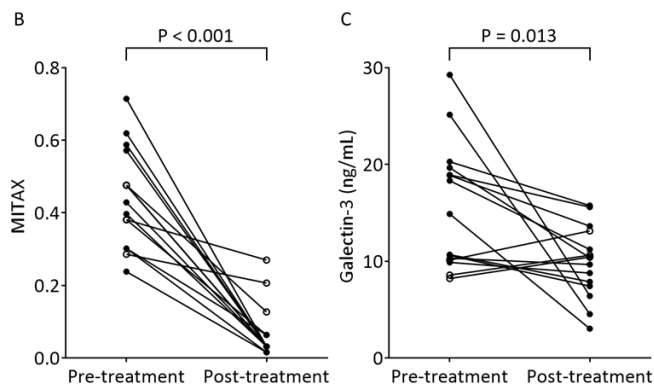 B
P < 0.001
MITAX
0.8
0.6
0.4
0.2
0.0
Pre-treatment Post-treatment
C
P = 0.013
Galectin-3 (ng/mL)
30
20
10
0
Pre-treatment Post-treatment